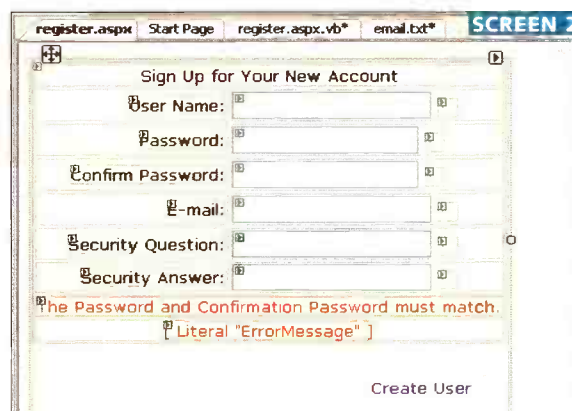 register.aspx Start Page register.aspx.vb* email.txt* SCREEN 2
Sign Up for Your New Account
User Name:
Password:
Confirm Password:
E-mail:
Security Question:
Security Answer:
The Password and Confirmation Password must match.
[ Literal "ErrorMessage" ]
Create User